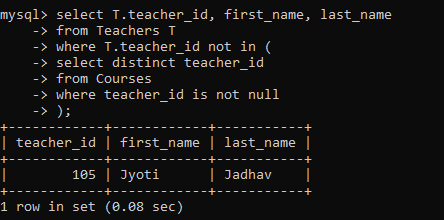 mysql> select T.teacher_id, first_name, last_name
    -> from Teachers T
    -> where T.teacher_id not in (
    -> select distinct teacher_id
    -> from Courses
    -> where teacher_id is not null
    -> );
+------------+------------+-----------+
| teacher_id | first_name | last_name |
+------------+------------+-----------+
|        105 | Jyoti      | Jadhav    |
+------------+------------+-----------+
1 row in set (0.08 sec)